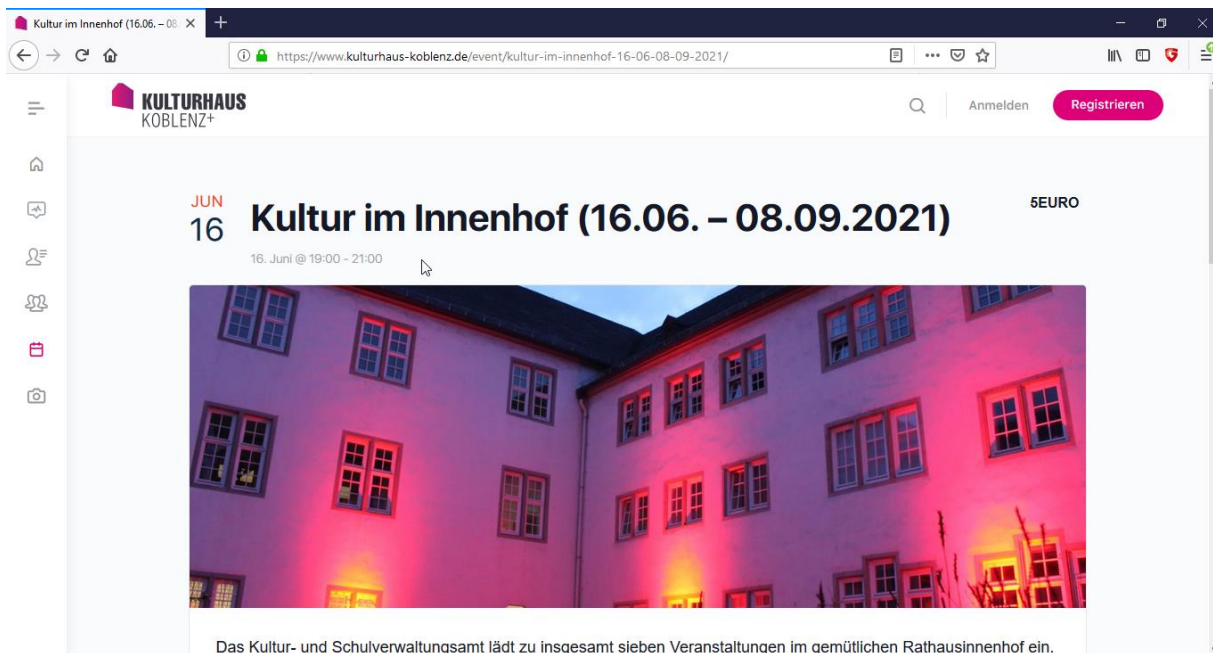 Kultur im Innenhof (16.06. – 08.
https://www.kulturhaus-koblenz.de/event/kultur-im-innenhof-16-06-08-09-2021/
KULTURHAUS
KOBLENZ+
Anmelden
Registrieren
JUN
16
Kultur im Innenhof (16.06. – 08.09.2021)
5EURO
16. Juni @ 19:00 - 21:00
Das Kultur- und Schulverwaltungsamt lädt zu insgesamt sieben Veranstaltungen im gemütlichen Rathausinnenhof ein.